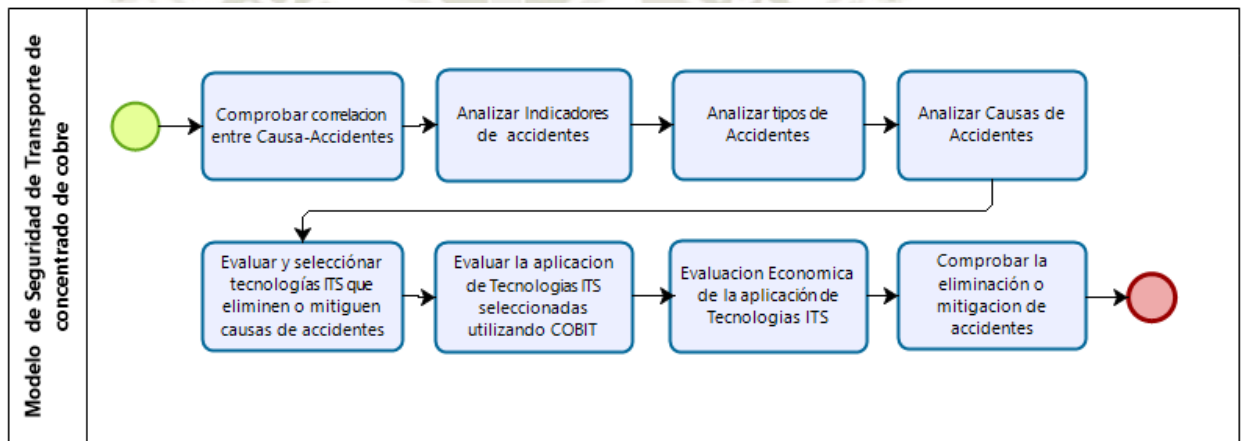 Modelo de Seguridad de Transporte de
concentrado de cobre
Comprobar correlacion
entre Causa-Accidentes
Analizar Indicadores
de accidentes
Analizar tipos de
Accidentes
Analizar Causas de
Accidentes
Evaluar y selecciónar
tecnologías ITS que
eliminen o mitiguen
causas de accidentes
Evaluar la aplicacion
de Tecnologias ITS
seleccionadas
utilizando COBIT
Evaluacion Economica
de la aplicación de
Tecnologias ITS
Comprobar la
eliminación o
mitigacion de
accidentes